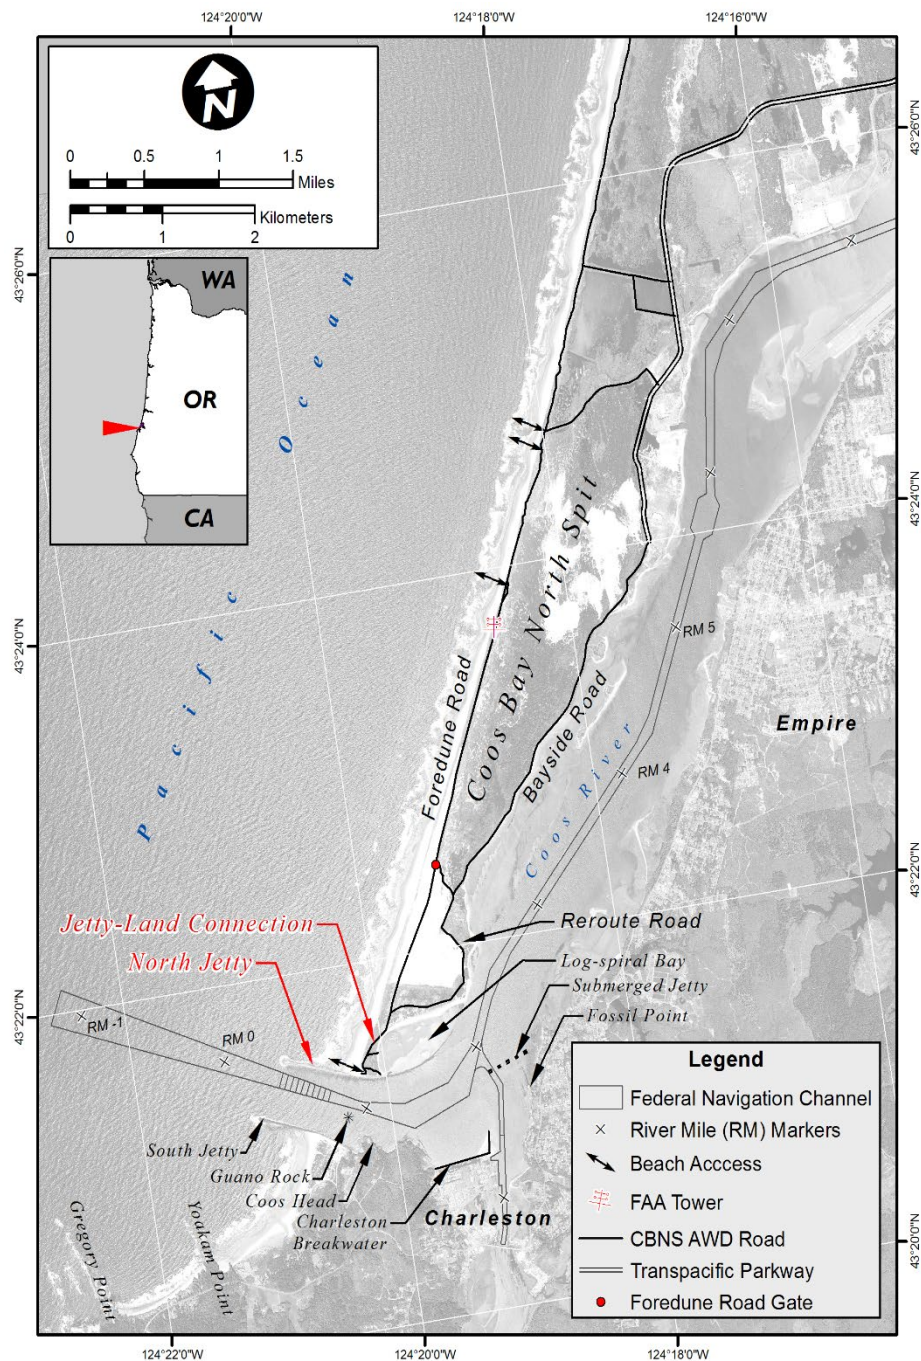 124°20'0"W
124°18'0"W
124°16'0"W
N
0 0.5 1 1.5
Miles
Kilometers
0 1 2
43°26'0"N
43°26'0"N
WA
OR
CA
Pacific Ocean
43°24'0"N
43°24'0"N
Coos Bay North Spit
Foredune Road
Bayside Road
Coos River
RM 5
RM 4
Empire
43°22'0"N
43°22'0"N
Jetty-Land Connection
North Jetty
Reroute Road
Log-spiral Bay
Submerged Jetty
Fossil Point
RM -1
RM 0
South Jetty
Guano Rock
Coos Head
Charleston
Breakwater
Charleston
Gregory Point
Yoakam Point
43°20'0"N
Legend
Federal Navigation Channel
River Mile (RM) Markers
Beach Acccess
FAA Tower
CBNS AWD Road
Transpacific Parkway
Foredune Road Gate
124°22'0"W
124°20'0"W
124°18'0"W